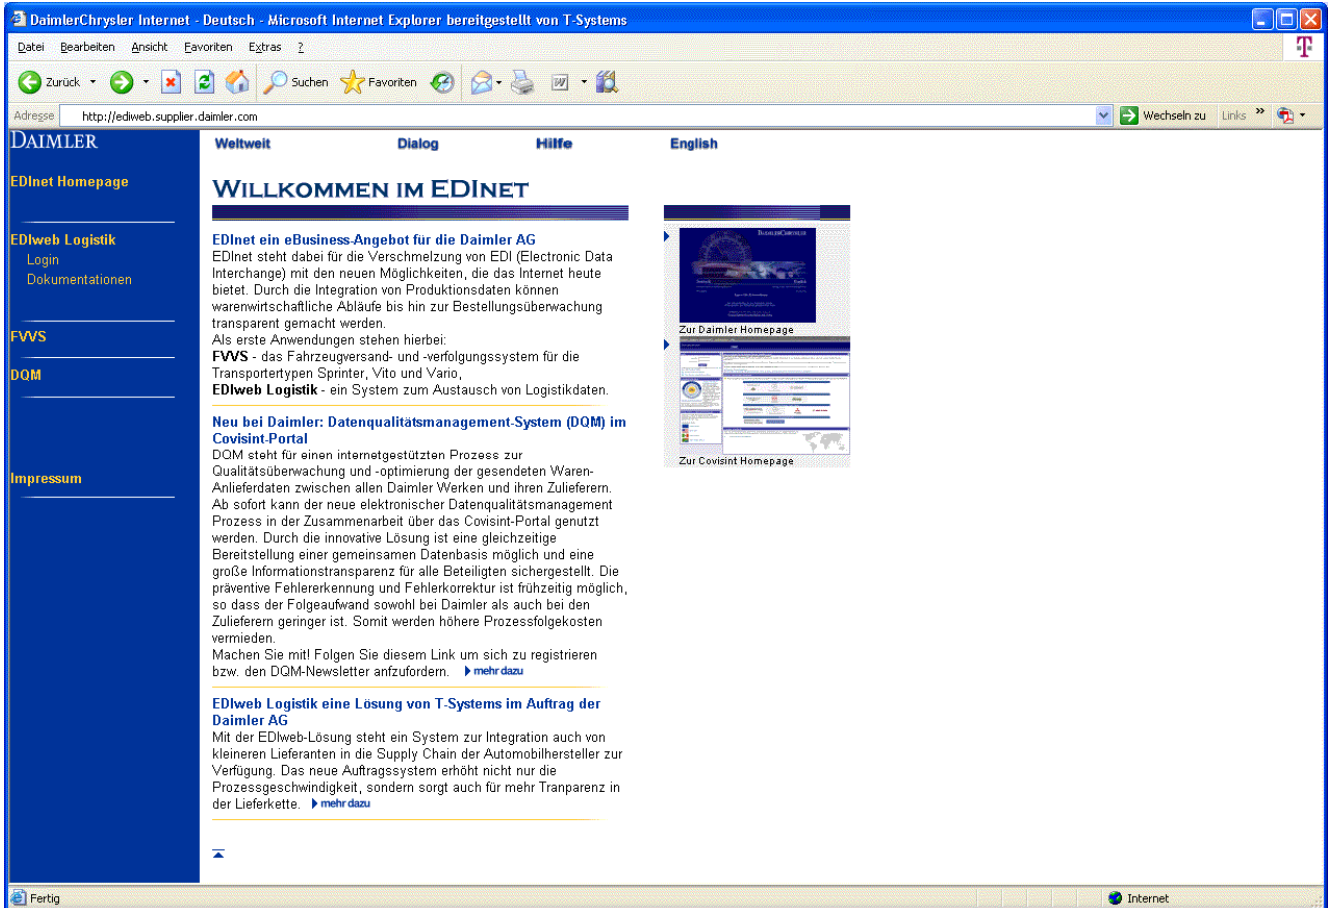 DaimlerChrysler Internet - Deutsch - Microsoft Internet Explorer bereitgestellt von T-Systems
Datei Bearbeiten Ansicht Favoriten Extras ?
Zurück Suchen Favoriten
Adresse http://ediweb.supplier.daimler.com Wechseln zu Links »
DAIMLER
Weltweit Dialog Hilfe English
EDInet Homepage
EDIweb Logistik
Login
Dokumentationen
FVVS
DQM
Impressum
WILLKOMMEN IM EDINET
EDInet ein eBusiness-Angebot für die Daimler AG
EDInet steht dabei für die Verschmelzung von EDI (Electronic Data
Interchange) mit den neuen Möglichkeiten, die das Internet heute
bietet. Durch die Integration von Produktionsdaten können
warenwirtschaftliche Abläufe bis hin zur Bestellungsüberwachung
transparent gemacht werden.
Als erste Anwendungen stehen hierbei:
FVVS - das Fahrzeugversand- und -verfolgungssystem für die
Transportertypen Sprinter, Vito und Vario,
EDIweb Logistik - ein System zum Austausch von Logistikdaten.
Neu bei Daimler: Datenqualitätsmanagement-System (DQM) im
Covisint-Portal
DQM steht für einen internetgestützten Prozess zur
Qualitätsüberwachung und -optimierung der gesendeten Waren-
Anlieferdaten zwischen allen Daimler Werken und ihren Zulieferern.
Ab sofort kann der neue elektronischer Datenqualitätsmanagement
Prozess in der Zusammenarbeit über das Covisint-Portal genutzt
werden. Durch die innovative Lösung ist eine gleichzeitige
Bereitstellung einer gemeinsamen Datenbasis möglich und eine
große Informationstransparenz für alle Beteiligten sichergestellt. Die
präventive Fehlererkennung und Fehlerkorrektur ist frühzeitig möglich,
so dass der Folgeaufwand sowohl bei Daimler als auch bei den
Zulieferern geringer ist. Somit werden höhere Prozessfolgekosten
vermieden.
Machen Sie mit! Folgen Sie diesem Link um sich zu registrieren
bzw. den DQM-Newsletter anfzufordern. mehr dazu
EDIweb Logistik eine Lösung von T-Systems im Auftrag der
Daimler AG
Mit der EDIweb-Lösung steht ein System zur Integration auch von
kleineren Lieferanten in die Supply Chain der Automobilhersteller zur
Verfügung. Das neue Auftragssystem erhöht nicht nur die
Prozessgeschwindigkeit, sondern sorgt auch für mehr Tranparenz in
der Lieferkette. mehr dazu
DAIMLERCHRYSLER
Zur Daimler Homepage
Zur Covisint Homepage
Fertig Internet